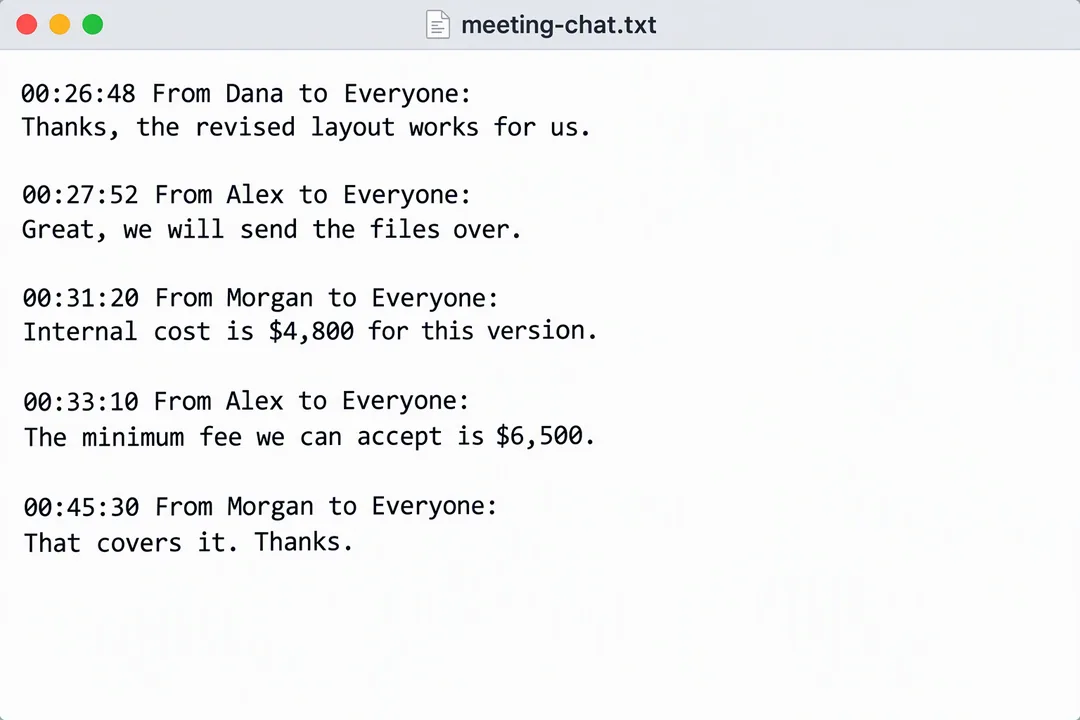 meeting-chat.txt
00:26:48 From Dana to Everyone:
Thanks, the revised layout works for us.
00:27:52 From Alex to Everyone:
Great, we will send the files over.
00:31:20 From Morgan to Everyone:
Internal cost is $4,800 for this version.
00:33:10 From Alex to Everyone:
The minimum fee we can accept is $6,500.
00:45:30 From Morgan to Everyone:
That covers it. Thanks.